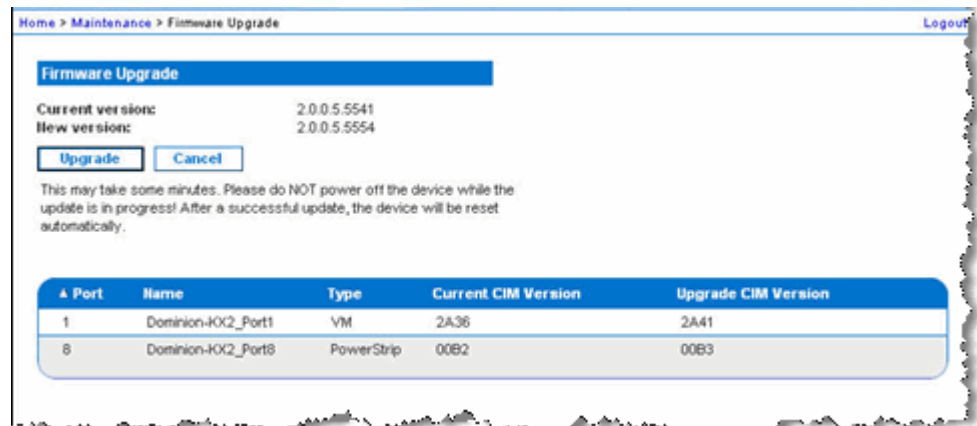 Home > Maintenance > Firmware Upgrade Logout
Firmware Upgrade
Current version: 2.0.0.5.5541
New version: 2.0.0.5.5554
Upgrade Cancel
This may take some minutes. Please do NOT power off the device while the
update is in progress! After a successful update, the device will be reset
automatically.
▲ Port Name Type Current CIM Version Upgrade CIM Version
1 Dominion-KX2_Port1 VM 2A36 2A41
8 Dominion-KX2_Port8 PowerStrip 00B2 00B3